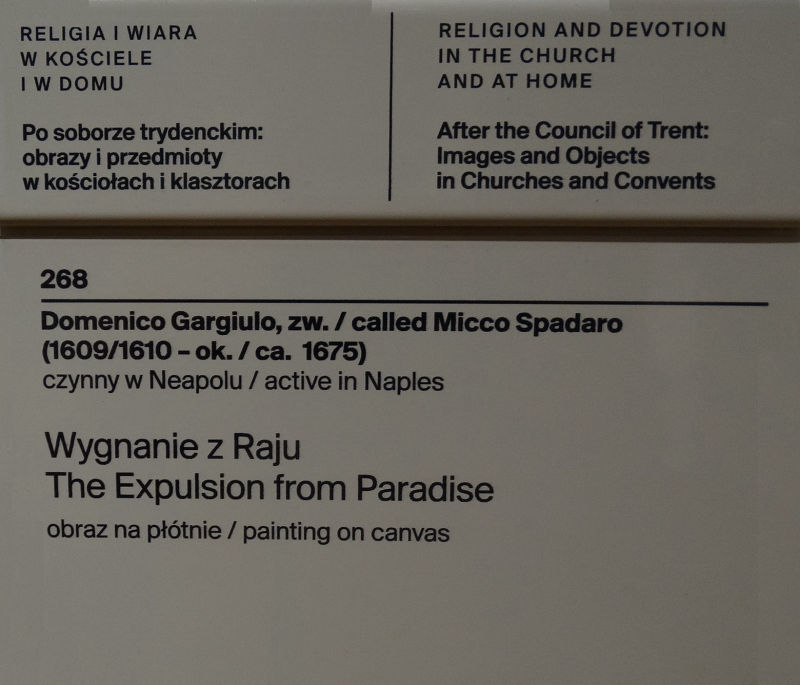 RELIGIA I WIARA
W KOŚCIELE
I W DOMU
Po soborze trydenckim:
obrazy i przedmioty
w kościołach i klasztorach
RELIGION AND DEVOTION
IN THE CHURCH
AND AT HOME
After the Council of Trent:
Images and Objects
in Churches and Convents
268
Domenico Gargiulo, zw. / called Micco Spadaro
(1609/1610 – ok. / ca. 1675)
czynny w Neapolu / active in Naples
Wygnanie z Raju
The Expulsion from Paradise
obraz na płótnie / painting on canvas